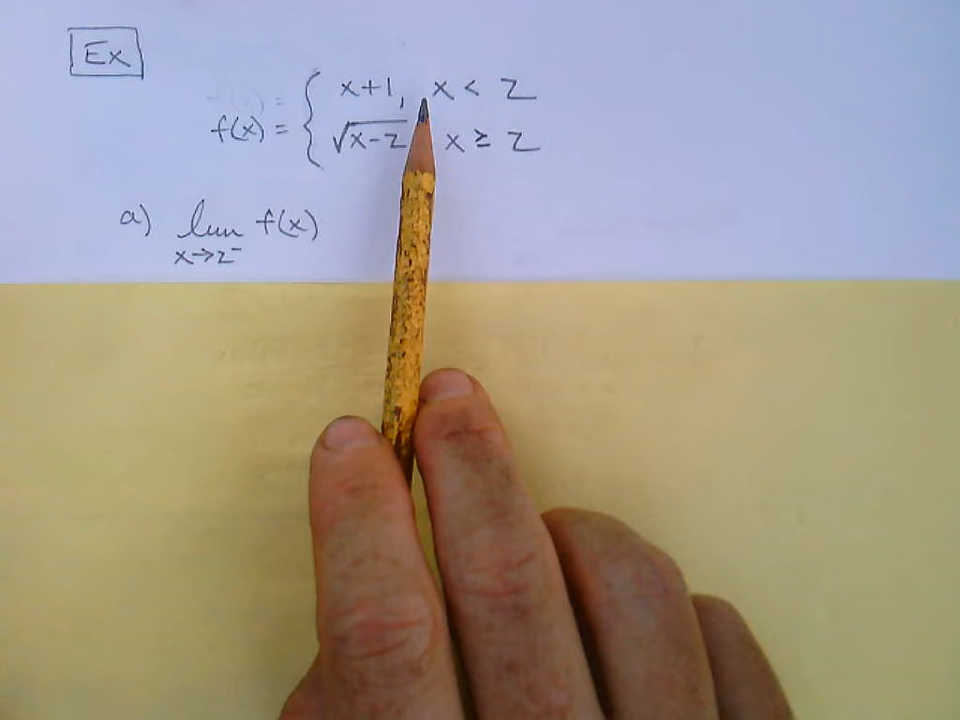 Ex
x+1, x < 2
f(x) = {
√x-2 x ≥ 2
a) lim f(x)
x→2⁻